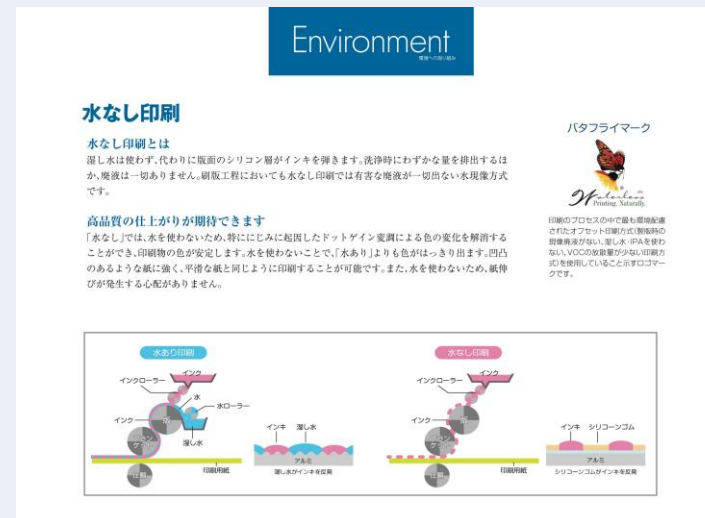 Environment
環境への取り組み
水なし印刷
水なし印刷とは
湿し水は使わず、代わりに版面のシリコン層がインキを弾きます。洗浄時にわずかな量を排出するほ
か、廃液は一切ありません。刷版工程においても水なし印刷では有害な廃液が一切出ない水現像方式
です。
高品質の仕上がりが期待できます
「水なし」では、水を使わないため、特ににじみに起因したドットゲイン変調による色の変化を解消する
ことができ、印刷物の色が安定します。水を使わないことで、「水あり」よりも色がはっきり出ます。凹凸
のあるような紙に強く、平滑な紙と同じように印刷することが可能です。また、水を使わないため、紙伸
びが発生する心配がありません。
バタフライマーク
Waterless
Printing, Naturally.
印刷のプロセスの中で最も環境配慮
されたオフセット印刷方式(製版時の
現像廃液がない、湿し水・IPAを使わ
ない、VOCの放散量が少ない印刷方
式)を使用していること示すロゴマー
クです。
水あり印刷
インク
インクローラー
水
水ローラー
インク
版
湿し水
ブランケット
圧胴
印刷用紙
インキ 湿し水
アルミ
湿し水がインキを反発
水なし印刷
インク
インクローラー
インク
版
ブランケット
圧胴
印刷用紙
インキ シリコーンゴム
アルミ
シリコーンゴムがインキを反発